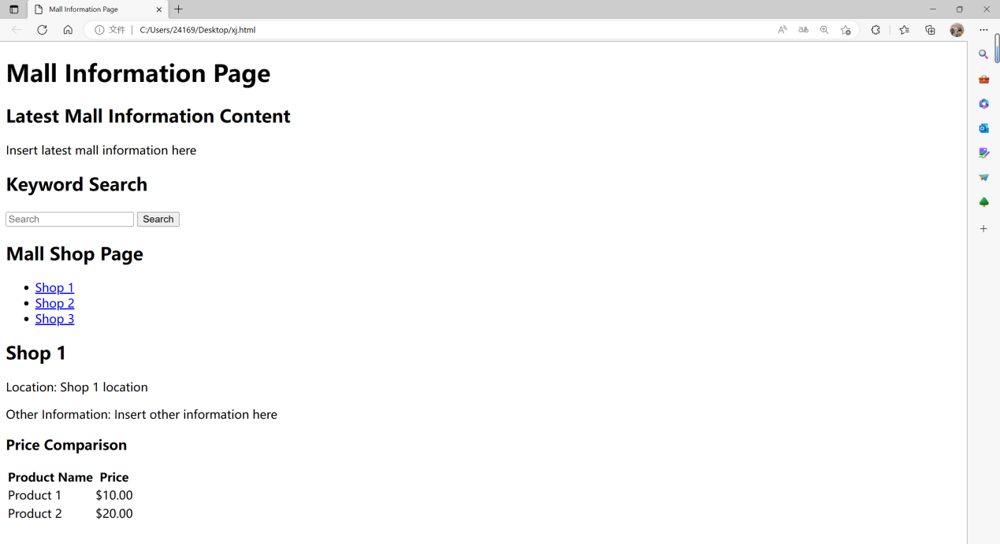 Mall Information Page
文件 C:/Users/24169/Desktop/xj.html
Mall Information Page
Latest Mall Information Content
Insert latest mall information here
Keyword Search
Search Search
Mall Shop Page
Shop 1
Shop 2
Shop 3
Shop 1
Location: Shop 1 location
Other Information: Insert other information here
Price Comparison
Product Name Price
Product 1 $10.00
Product 2 $20.00